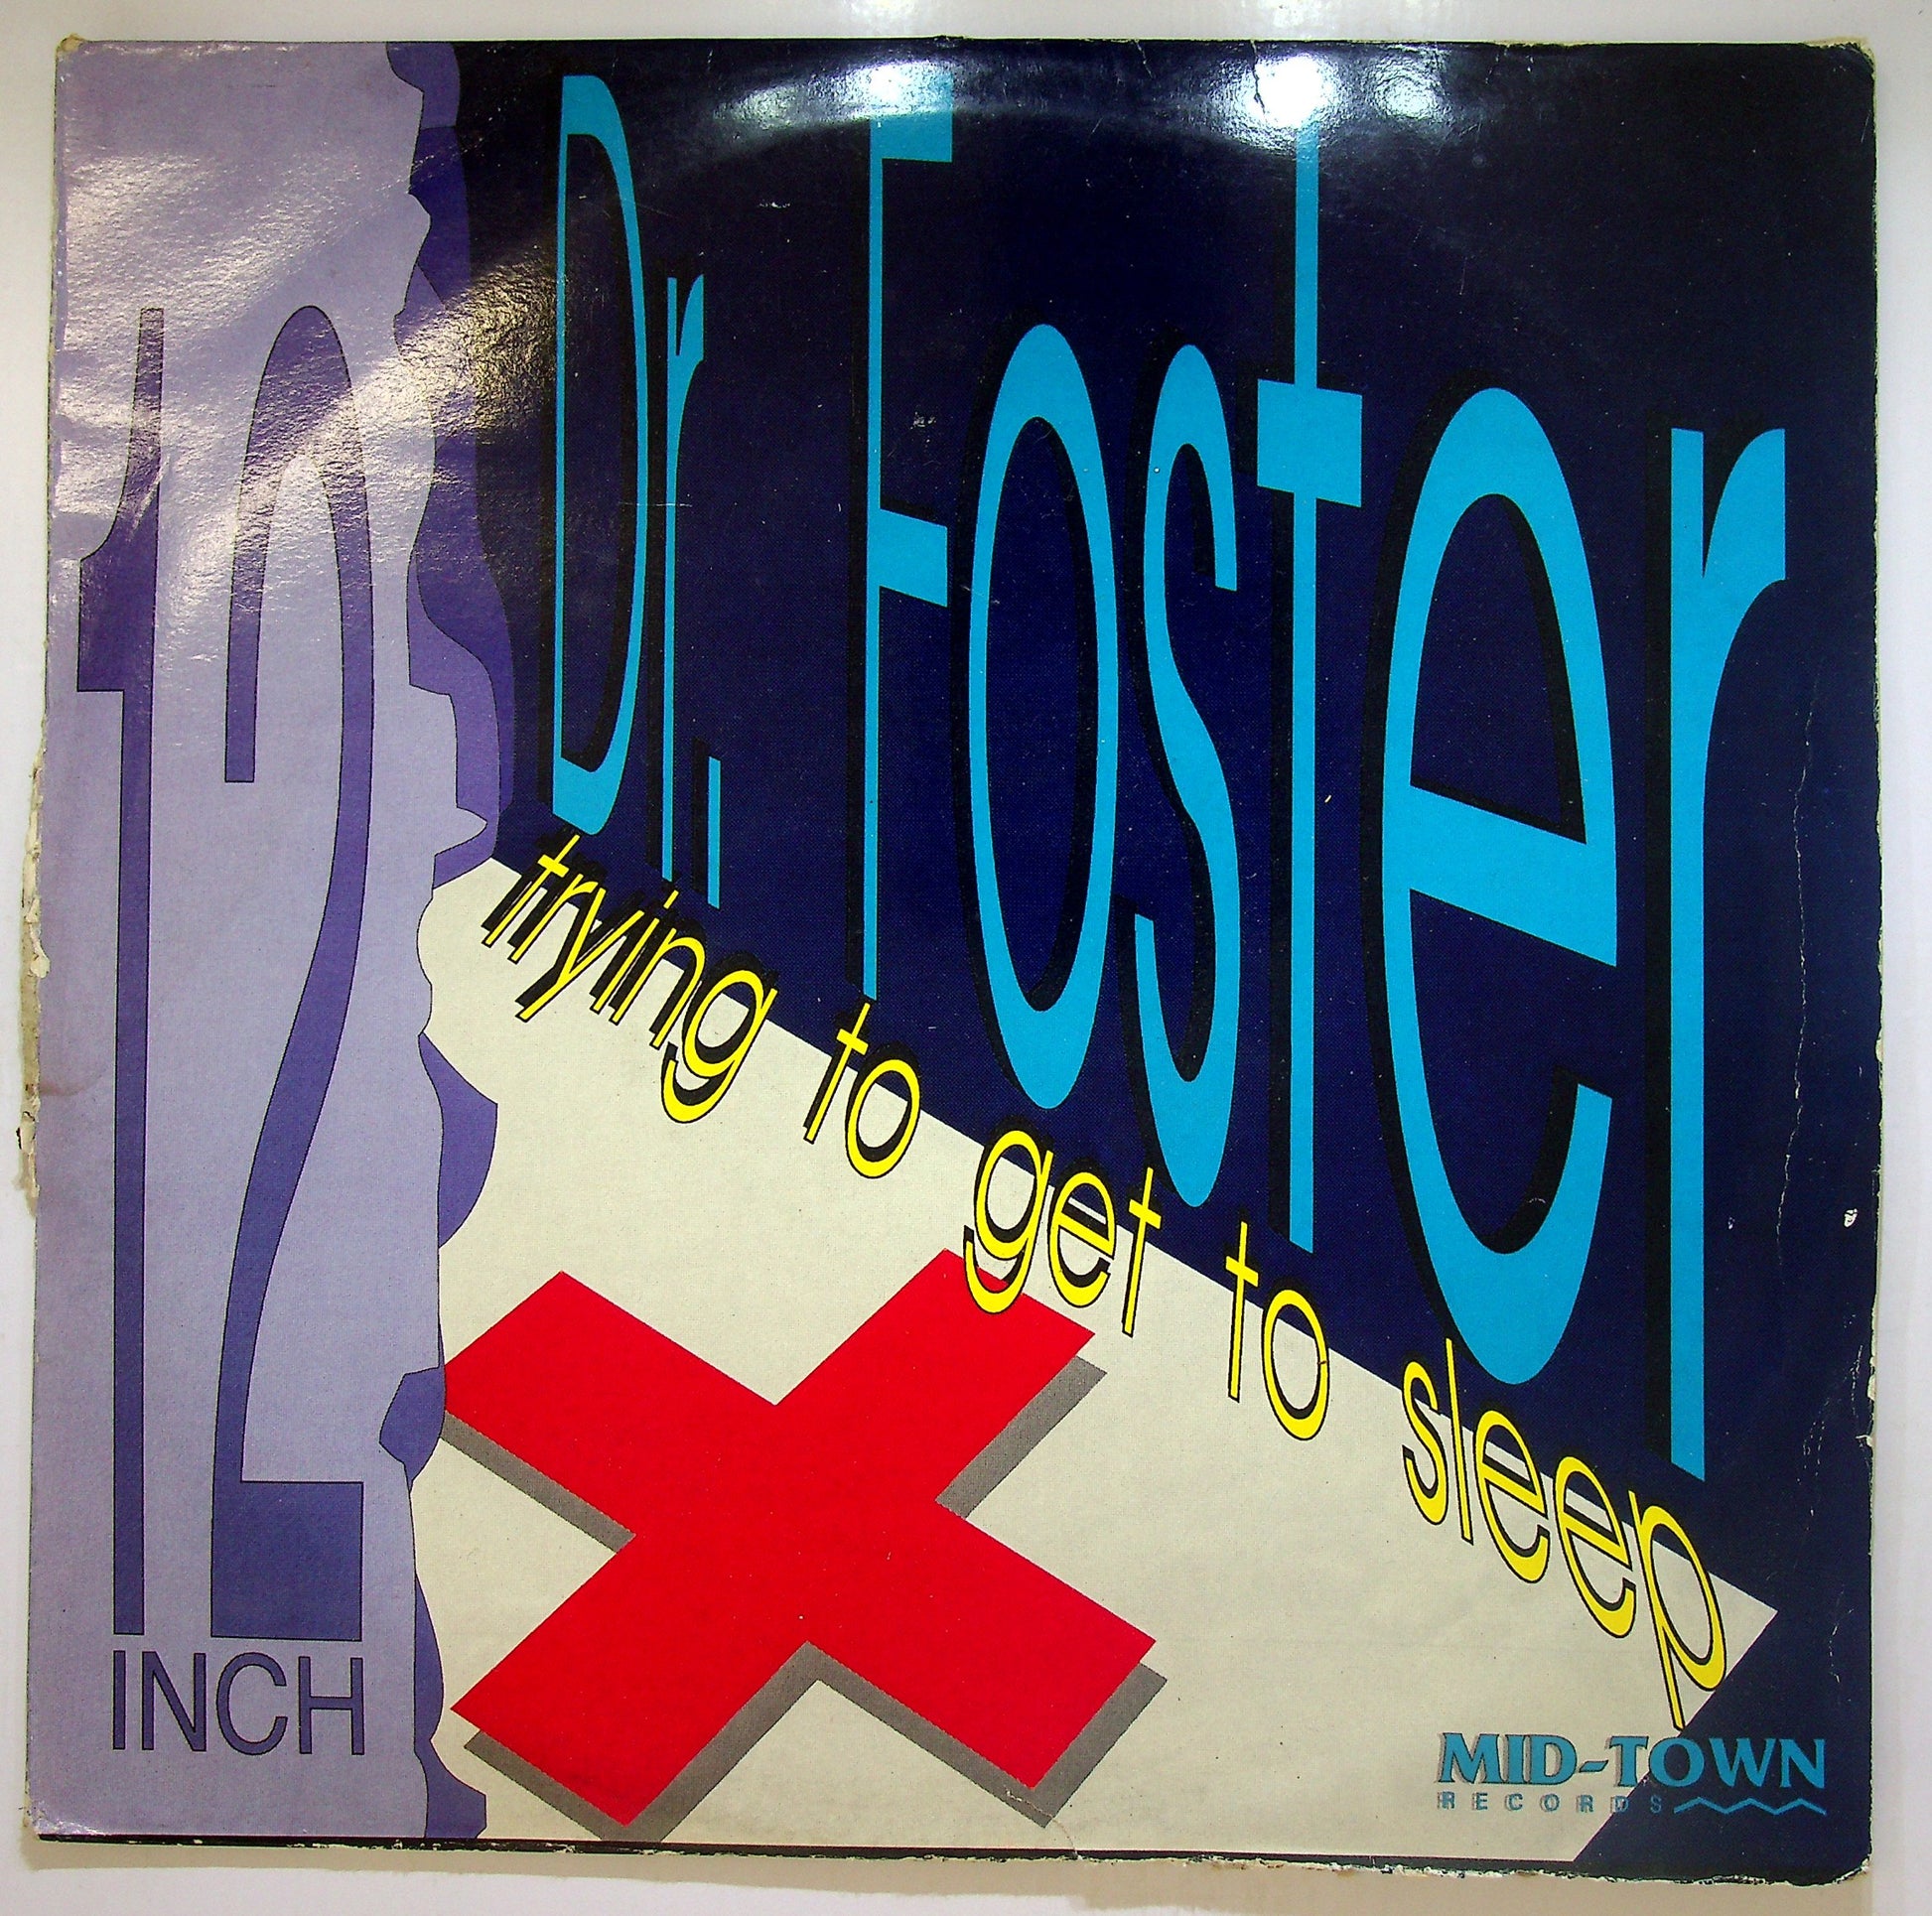 Dr. Foster
trying to get to sleep
12
INCH
MID-TOWN
RECORDS